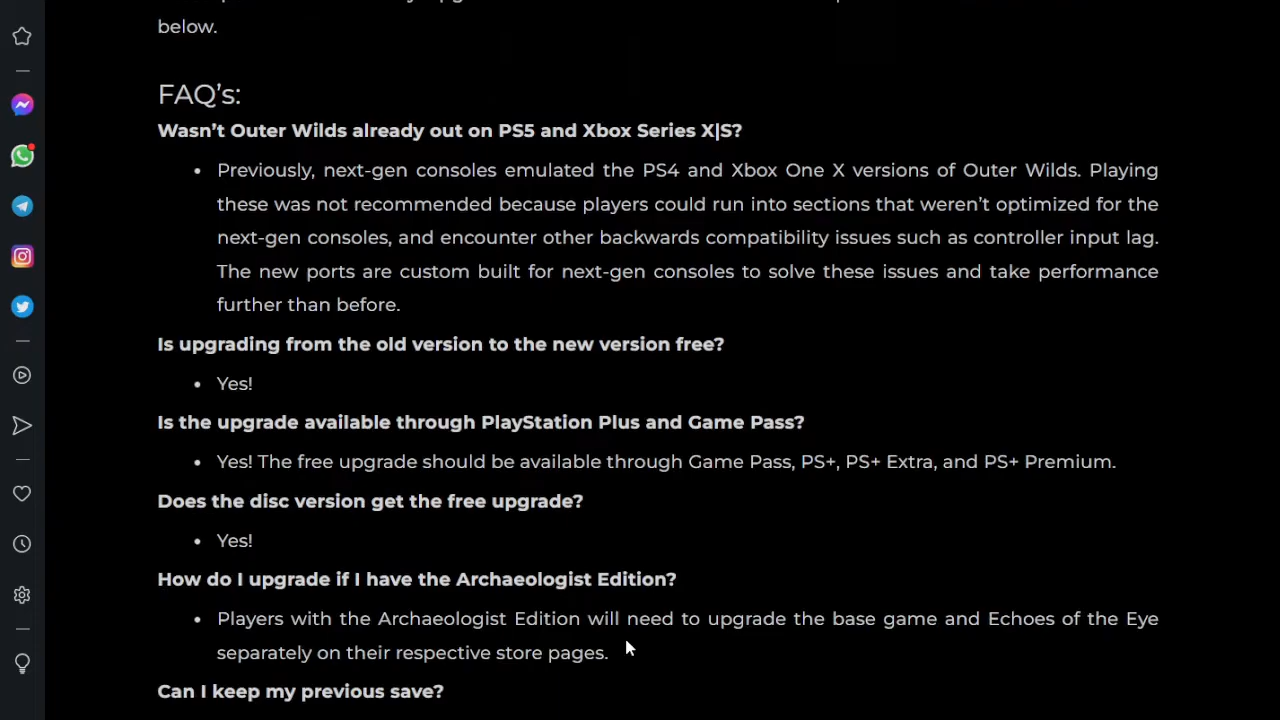 below.
FAQ’s:
Wasn’t Outer Wilds already out on PS5 and Xbox Series X|S?
• Previously, next-gen consoles emulated the PS4 and Xbox One X versions of Outer Wilds. Playing
these was not recommended because players could run into sections that weren’t optimized for the
next-gen consoles, and encounter other backwards compatibility issues such as controller input lag.
The new ports are custom built for next-gen consoles to solve these issues and take performance
further than before.
Is upgrading from the old version to the new version free?
• Yes!
Is the upgrade available through PlayStation Plus and Game Pass?
• Yes! The free upgrade should be available through Game Pass, PS+, PS+ Extra, and PS+ Premium.
Does the disc version get the free upgrade?
• Yes!
How do I upgrade if I have the Archaeologist Edition?
• Players with the Archaeologist Edition will need to upgrade the base game and Echoes of the Eye
separately on their respective store pages.
Can I keep my previous save?